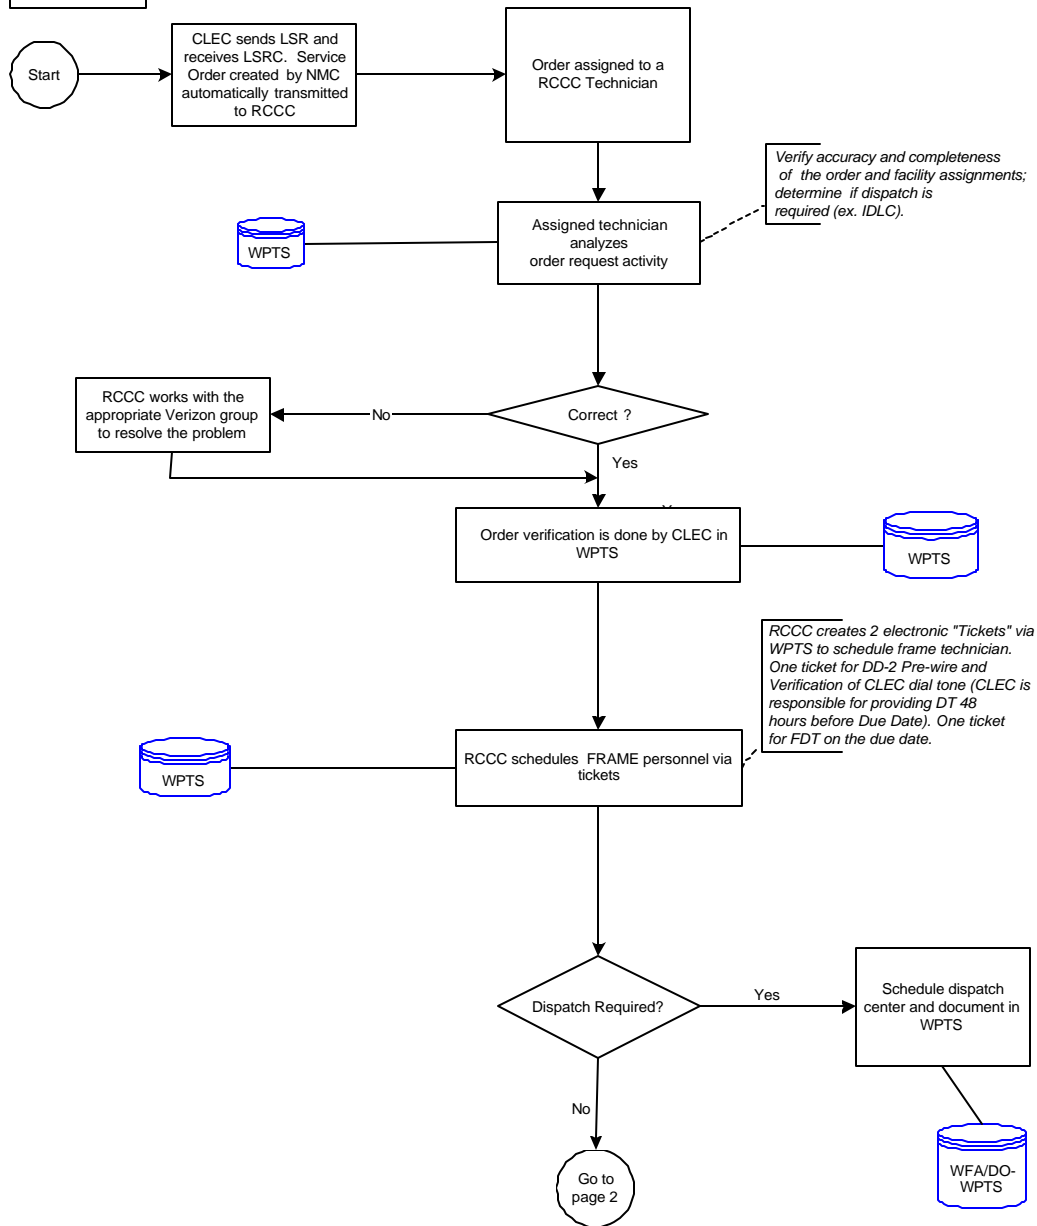 Start
CLEC sends LSR and
receives LSRC. Service
Order created by NMC
automatically transmitted
to RCCC
Order assigned to a
RCCC Technician
Verify accuracy and completeness
of the order and facility assignments;
determine if dispatch is
required (ex. IDLC).
Assigned technician
analyzes
order request activity
WPTS
RCCC works with the
appropriate Verizon group
to resolve the problem
No
Correct ?
Yes
Order verification is done by CLEC in
WPTS
WPTS
RCCC creates 2 electronic "Tickets" via
WPTS to schedule frame technician.
One ticket for DD-2 Pre-wire and
Verification of CLEC dial tone (CLEC is
responsible for providing DT 48
hours before Due Date). One ticket
for FDT on the due date.
RCCC schedules FRAME personnel via
tickets
WPTS
Dispatch Required?
Yes
Schedule dispatch
center and document in
WPTS
No
Go to
page 2
WFA/DO-
WPTS